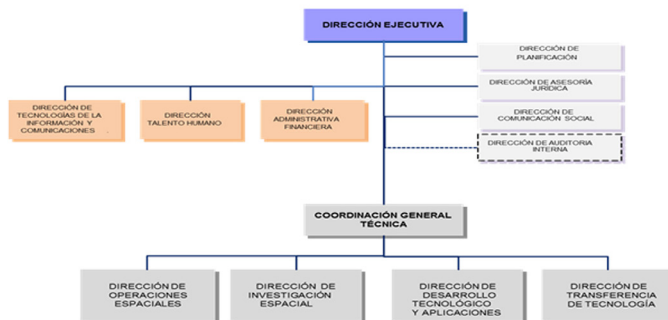 DIRECCIÓN EJECUTIVA
DIRECCIÓN DE
PLANIFICACIÓN
DIRECCIÓN DE ASESORÍA
JURÍDICA
DIRECCIÓN DE
COMUNICACIÓN SOCIAL
DIRECCIÓN DE AUDITORIA
INTERNA
DIRECCIÓN DE
TECNOLOGÍAS DE LA
INFORMACIÓN Y
COMUNICACIONES .
DIRECCIÓN
TALENTO HUMANO
DIRECCIÓN
ADMINISTRATIVA
FINANCIERA
COORDINACIÓN GENERAL
TÉCNICA
DIRECCIÓN DE
OPERACIONES
ESPACIALES
DIRECCIÓN DE
INVESTIGACIÓN
ESPACIAL
DIRECCIÓN DE
DESARROLLO
TECNOLÓGICO
Y APLICACIONES
DIRECCIÓN DE
TRANSFERENCIA
DE TECNOLOGÍA